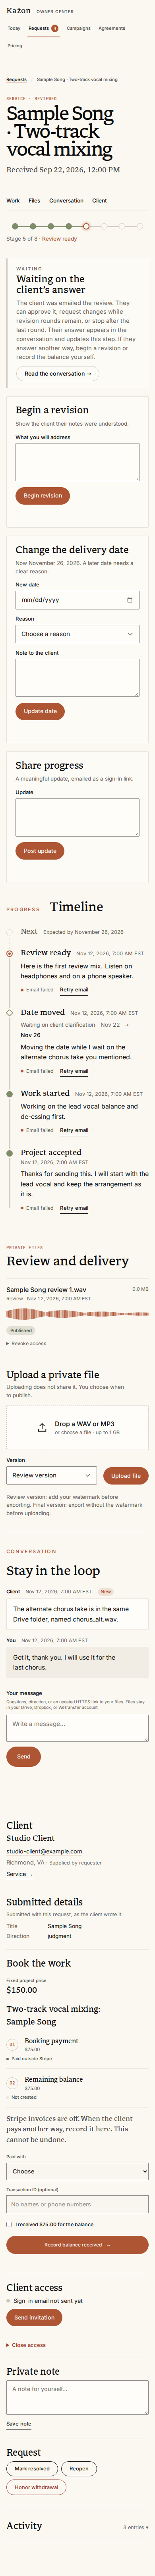 Kazon OWNER CENTER
Today Requests 4 Campaigns Agreements
Pricing
Requests Sample Song · Two-track vocal mixing
SERVICE · REVIEWED
Sample Song
· Two-track
vocal mixing
Received Sep 22, 2026, 12:00 PM
Work Files Conversation Client
Stage 5 of 8 · Review ready
WAITING
Waiting on the
client's answer
The client was emailed the review. They
can approve it, request changes while
revision rounds remain, or stop after the
last round. Their answer appears in the
conversation and updates this step. If they
answer another way, begin a revision or
record the balance yourself.
Read the conversation →
Begin a revision
Show the client their notes were understood.
What you will address
Begin revision
Change the delivery date
Now November 26, 2026. A later date needs a
clear reason.
New date
mm/dd/yyyy
Reason
Choose a reason
Note to the client
Update date
Share progress
A meaningful update, emailed as a sign-in link.
Update
Post update
PROGRESS Timeline
Next Expected by November 26, 2026
Review ready Nov 12, 2026, 7:00 AM EST
Here is the first review mix. Listen on
headphones and on a phone speaker.
Email failed Retry email
Date moved Nov 12, 2026, 7:00 AM EST
Waiting on client clarification Nov 22 →
Nov 26
Moving the date while I wait on the
alternate chorus take you mentioned.
Email failed Retry email
Work started Nov 12, 2026, 7:00 AM EST
Working on the lead vocal balance and
de-essing first.
Email failed Retry email
Project accepted
Nov 12, 2026, 7:00 AM EST
Thanks for sending this. I will start with the
lead vocal and keep the arrangement as
it is.
Email failed Retry email
PRIVATE FILES
Review and delivery
Sample Song review 1.wav 0.0 MB
Review · Nov 12, 2026, 7:00 AM EST
Published
Revoke access
Upload a private file
Uploading does not share it. You choose when
to publish.
Drop a WAV or MP3
or choose a file · up to 1 GB
Version
Review version Upload file
Review version: add your watermark before
exporting. Final version: export without the watermark
before uploading.
CONVERSATION
Stay in the loop
Client Nov 12, 2026, 7:00 AM EST New
The alternate chorus take is in the same
Drive folder, named chorus_alt.wav.
You Nov 12, 2026, 7:00 AM EST
Got it, thank you. I will use it for the
last chorus.
Your message
Questions, direction, or an updated HTTPS link to your files. Files stay
in your Drive, Dropbox, or WeTransfer account.
Write a message...
Send
Client
Studio Client
studio-client@example.com
Richmond, VA · Supplied by requester
Service →
Submitted details
Submitted with this request, as the client wrote it.
Title Sample Song
Direction judgment
Book the work
Fixed project price
$150.00
Two-track vocal mixing:
Sample Song
01 Booking payment
$75.00
Paid outside Stripe
02 Remaining balance
$75.00
Not created
Stripe invoices are off. When the client
pays another way, record it here. This
cannot be undone.
Paid with
Choose
Transaction ID (optional)
No names or phone numbers
I received $75.00 for the balance
Record balance received →
Client access
Sign-in email not sent yet
Send invitation
Close access
Private note
A note for yourself...
Save note
Request
Mark resolved Reopen
Honor withdrawal
Activity 3 entries